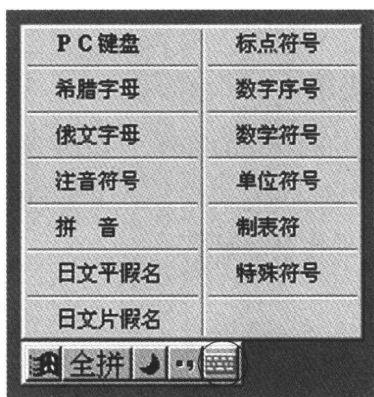 PC键盘 标点符号
希腊字母 数字序号
俄文字母 数学符号
注音符号 单位符号
拼 音 制表符
日文平假名 特殊符号
日文片假名
全拼